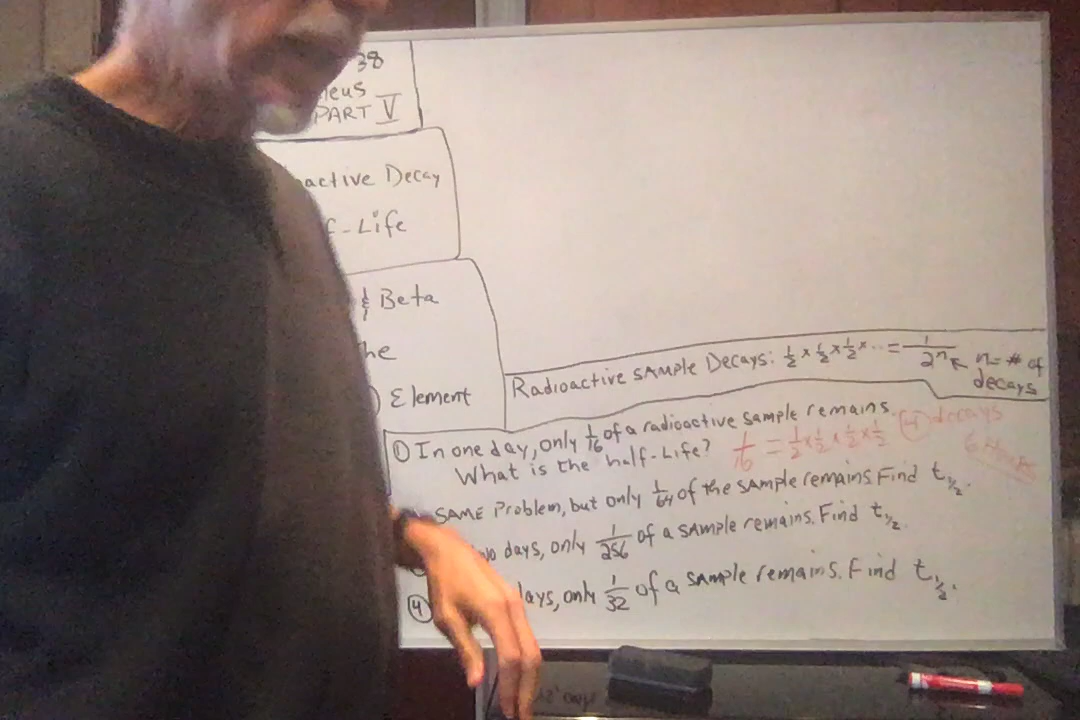 38
leus
PART V
active Decay
f-Life
& Beta
he
Element
Radioactive SAMple Decays: 1/2 × 1/2 × 1/2 × ·· = 1/2ⁿ ← n = # of decays
① In one day, only 1/16 of a radioactive sample remains.
What is the half-Life? 1/16 = 1/2 × 1/2 × 1/2 × 1/2 ④ decays
6 Hours
SAME Problem, but only 1/64 of the sample remains. Find t1/2.
days, only 1/256 of a sample remains. Find t1/2.
④ days, only 1/32 of a sample remains. Find t1/2.